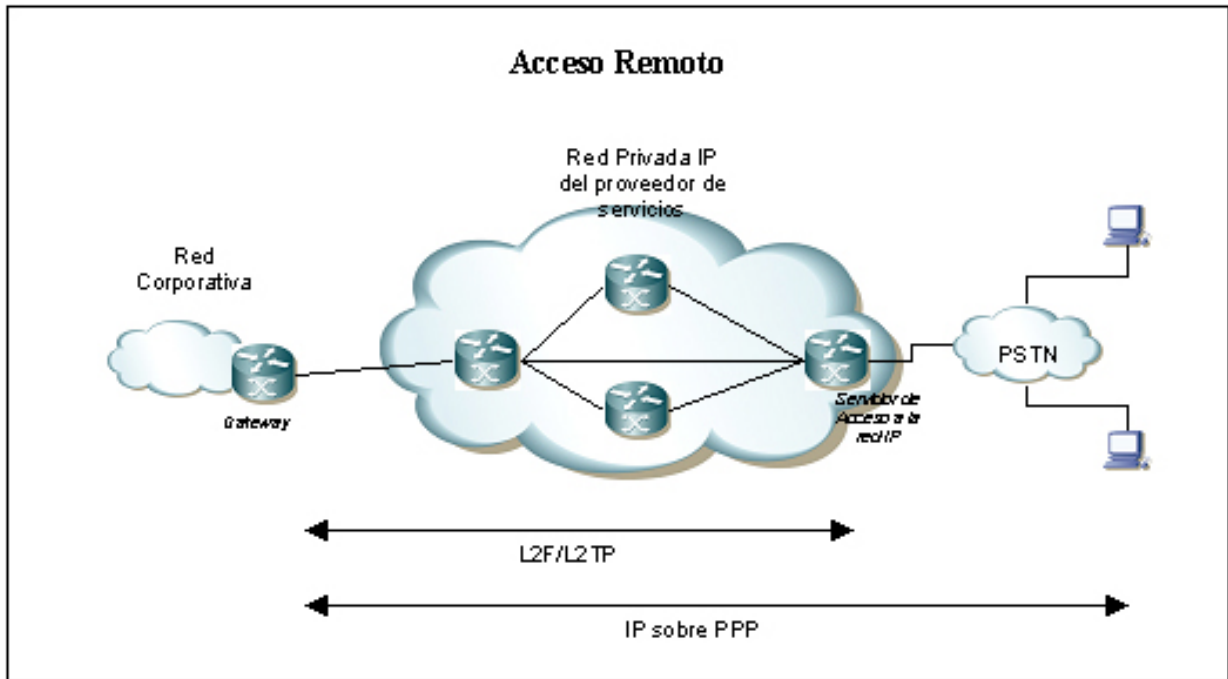 Acceso Remoto
Red Privada IP
del proveedor de
servicios
Red
Corporativa
Gateway
PSTN
Servidor de
Acceso a la
red IP
L2F/L2TP
IP sobre PPP